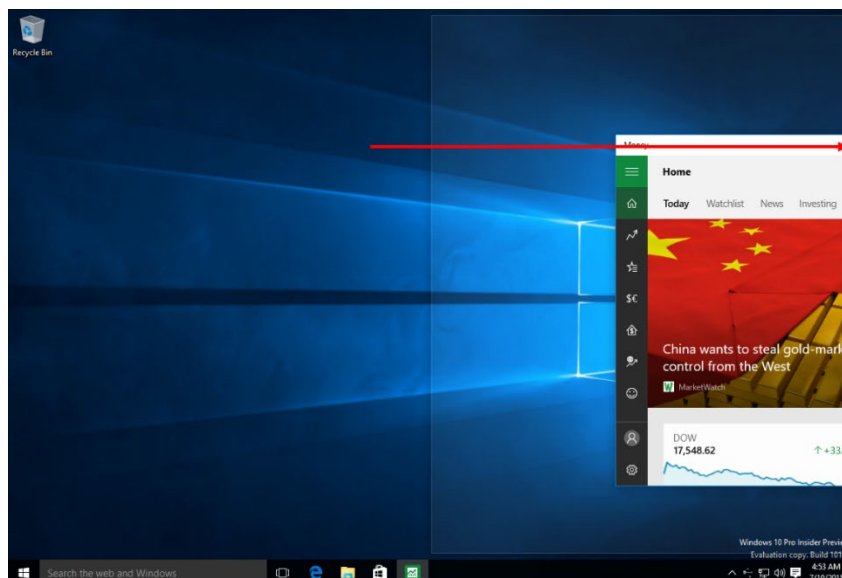 Recycle Bin
Money
Home
Today Watchlist News Investing
$€
China wants to steal gold-mark
control from the West
MarketWatch
DOW
17,548.62 ↑ +33.
Windows 10 Pro Insider Previe
Evaluation copy. Build 101
Search the web and Windows
4:53 AM